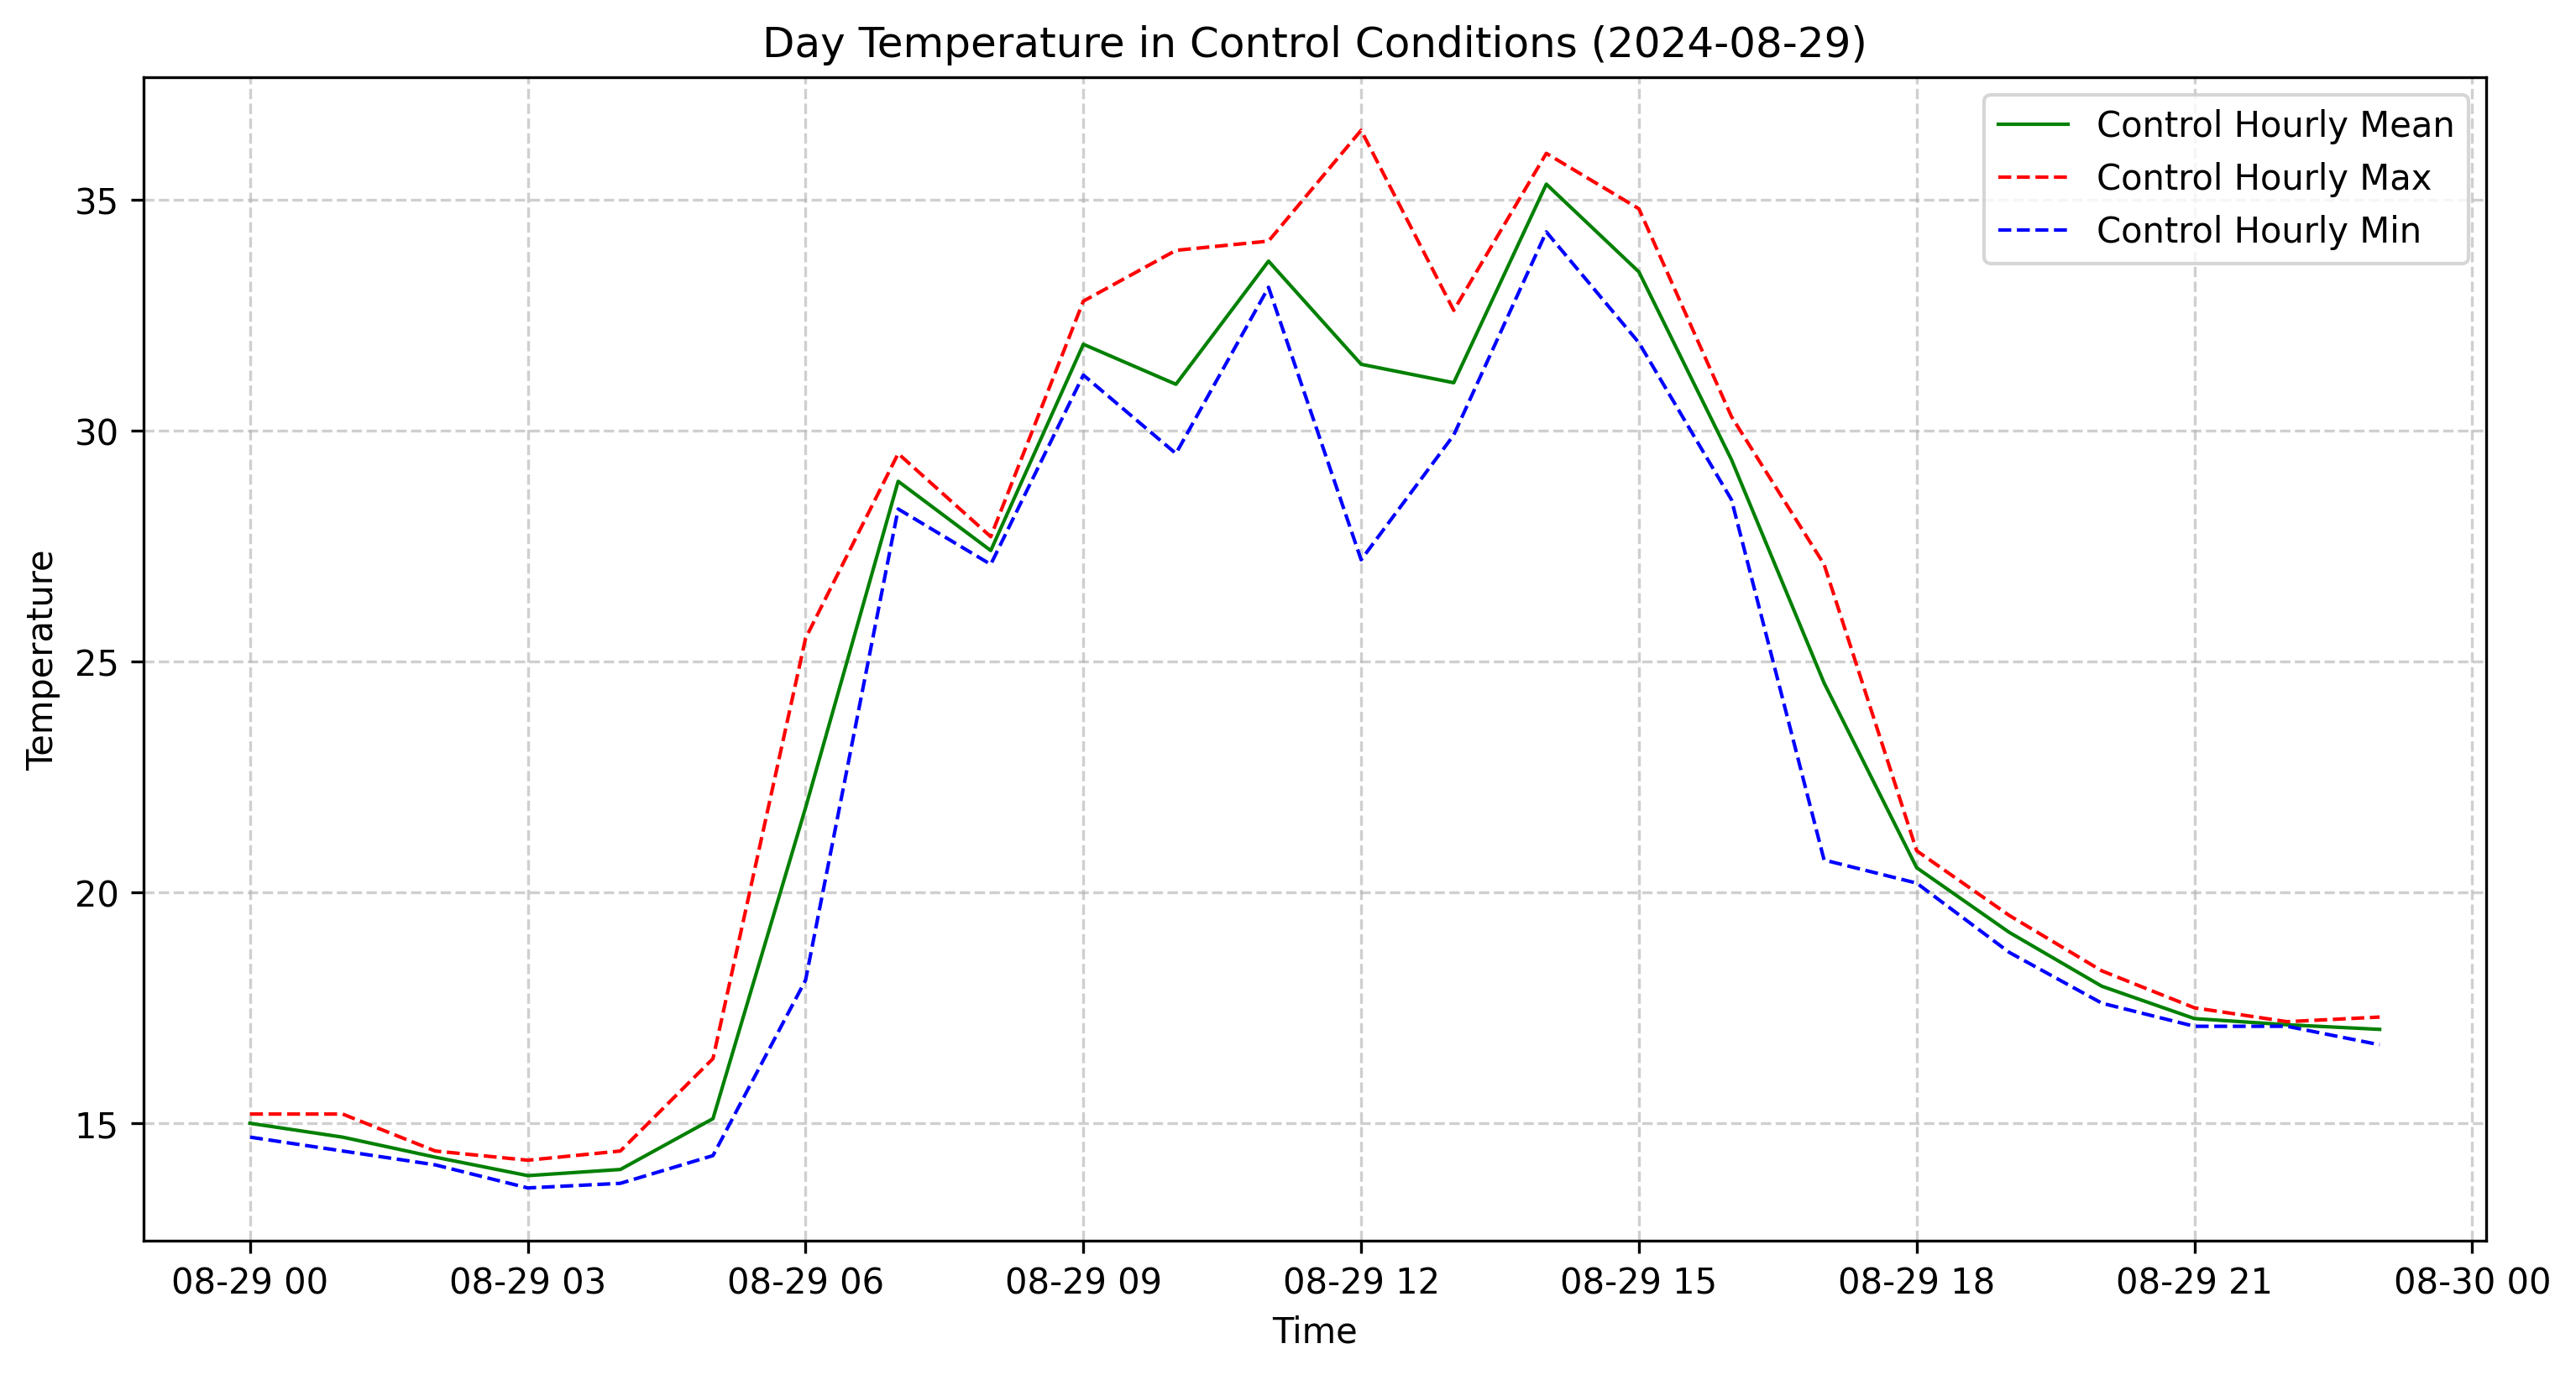 Day Temperature in Control Conditions (2024-08-29)
Control Hourly Mean
Control Hourly Max
Control Hourly Min
35
30
25
20
15
Temperature
08-29 00 08-29 03 08-29 06 08-29 09 08-29 12 08-29 15 08-29 18 08-29 21 08-30 00
Time